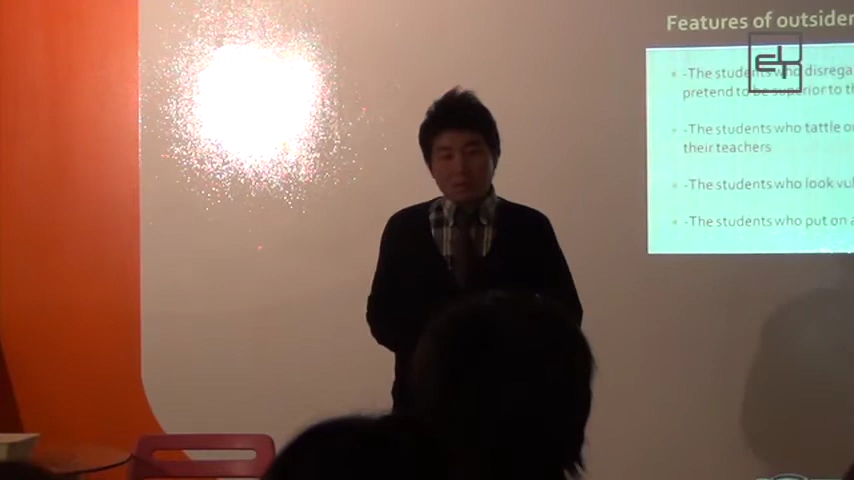 Features of outsider
-The students who disrega
pretend to be superior to th
-The students who tattle o
their teachers
-The students who look vul
-The students who put on a